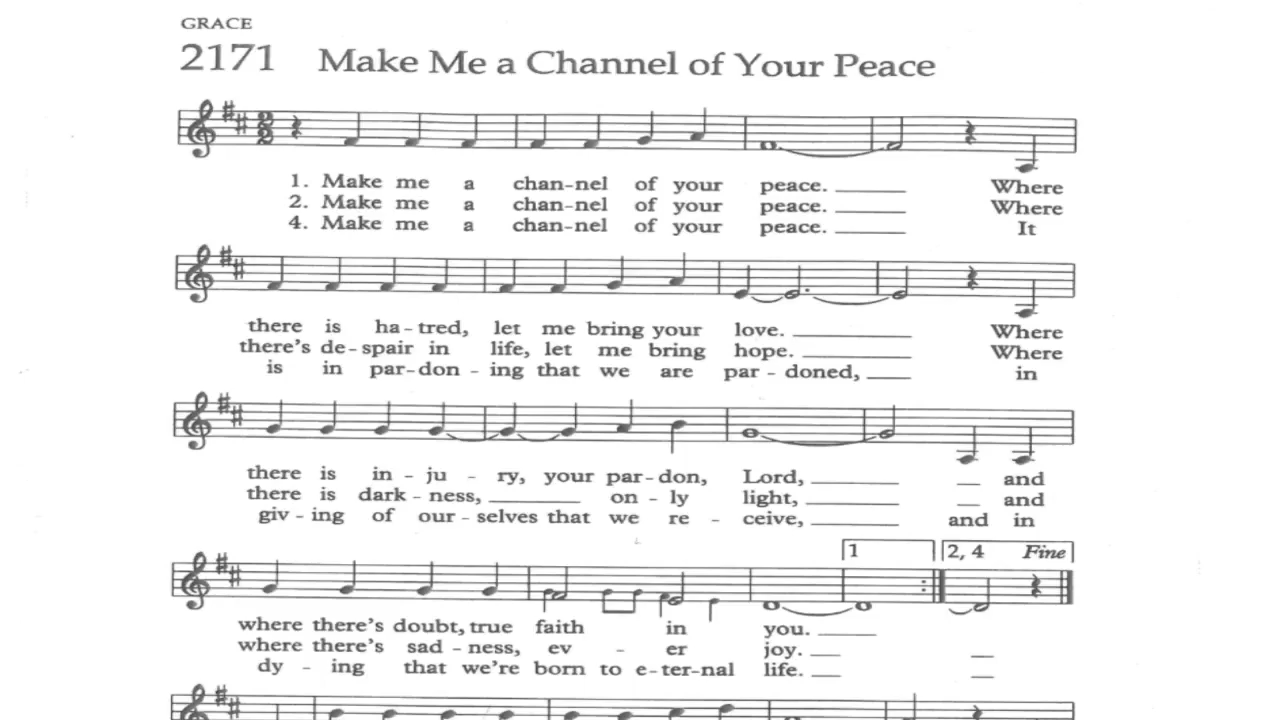 GRACE
2171 Make Me a Channel of Your Peace
1. Make me a chan-nel of your peace. Where
2. Make me a chan-nel of your peace. Where
4. Make me a chan-nel of your peace. It
there is ha-tred, let me bring your love. Where
there's de-spair in life, let me bring hope. Where
is in par-don-ing that we are par-doned, in
there is in-ju-ry, your par-don, Lord, and
there is dark-ness, on-ly light, and
giv-ing of our-selves that we re-ceive, and in
1 2, 4 Fine
where there's doubt, true faith in you.
where there's sad-ness, ev-er joy.
dy-ing that we're born to e-ter-nal life.